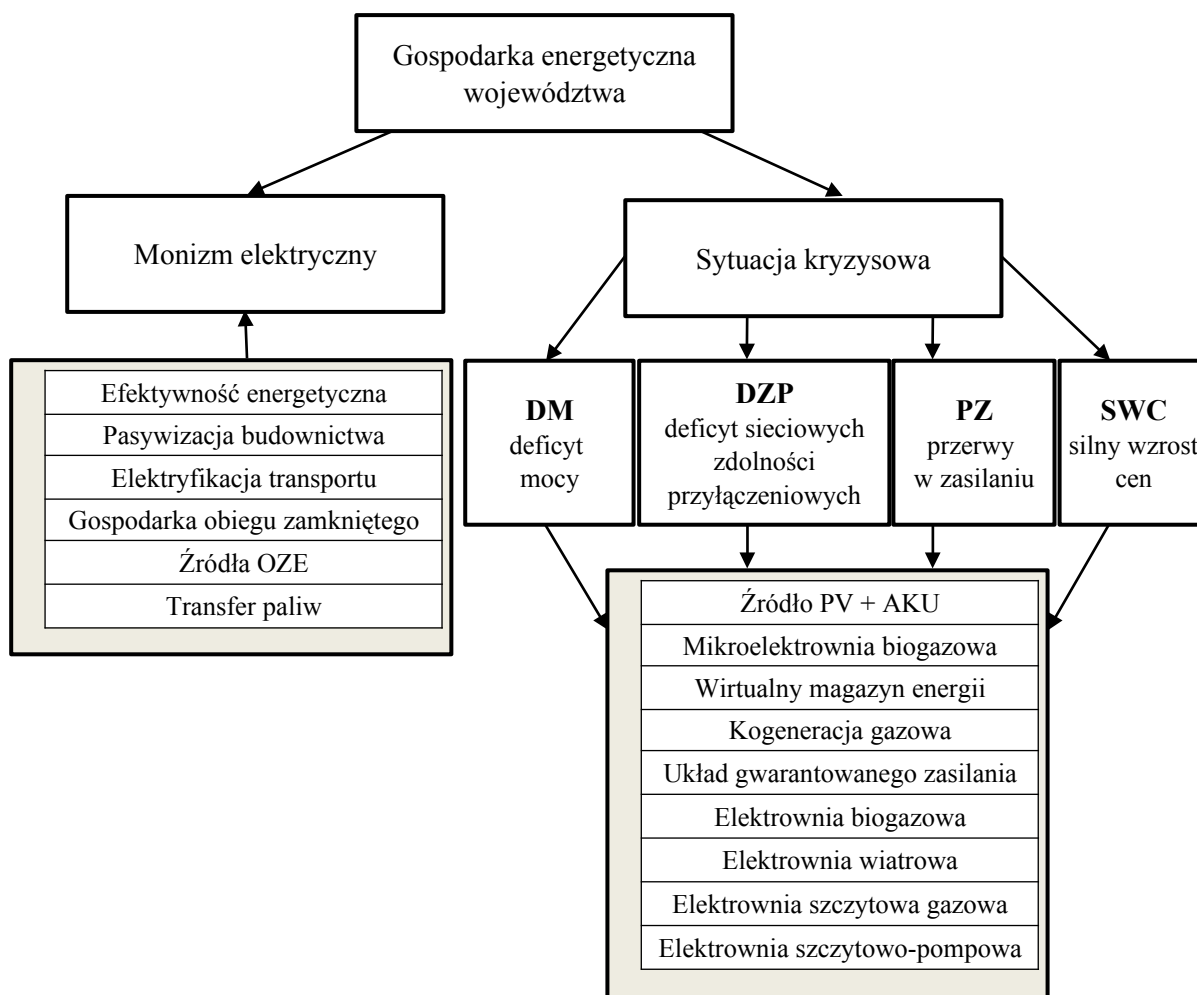 Gospodarka energetyczna
województwa
Monizm elektryczny
Sytuacja kryzysowa
Efektywność energetyczna
Pasywizacja budownictwa
Elektryfikacja transportu
Gospodarka obiegu zamkniętego
Źródła OZE
Transfer paliw
DM
deficyt
mocy
DZP
deficyt sieciowych
zdolności
przyłączeniowych
PZ
przerwy
w zasilaniu
SWC
silny wzrost
cen
Źródło PV + AKU
Mikroelektrownia biogazowa
Wirtualny magazyn energii
Kogeneracja gazowa
Układ gwarantowanego zasilania
Elektrownia biogazowa
Elektrownia wiatrowa
Elektrownia szczytowa gazowa
Elektrownia szczytowo-pompowa